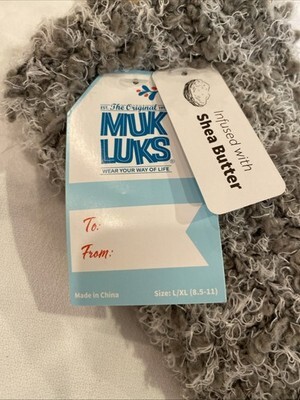 The Original
MUK
LUKS
WEAR YOUR WAY OF LIFE
To:
From:
Made in China
Size: L/XL (8.5-11)
Infused with
Shea Butter